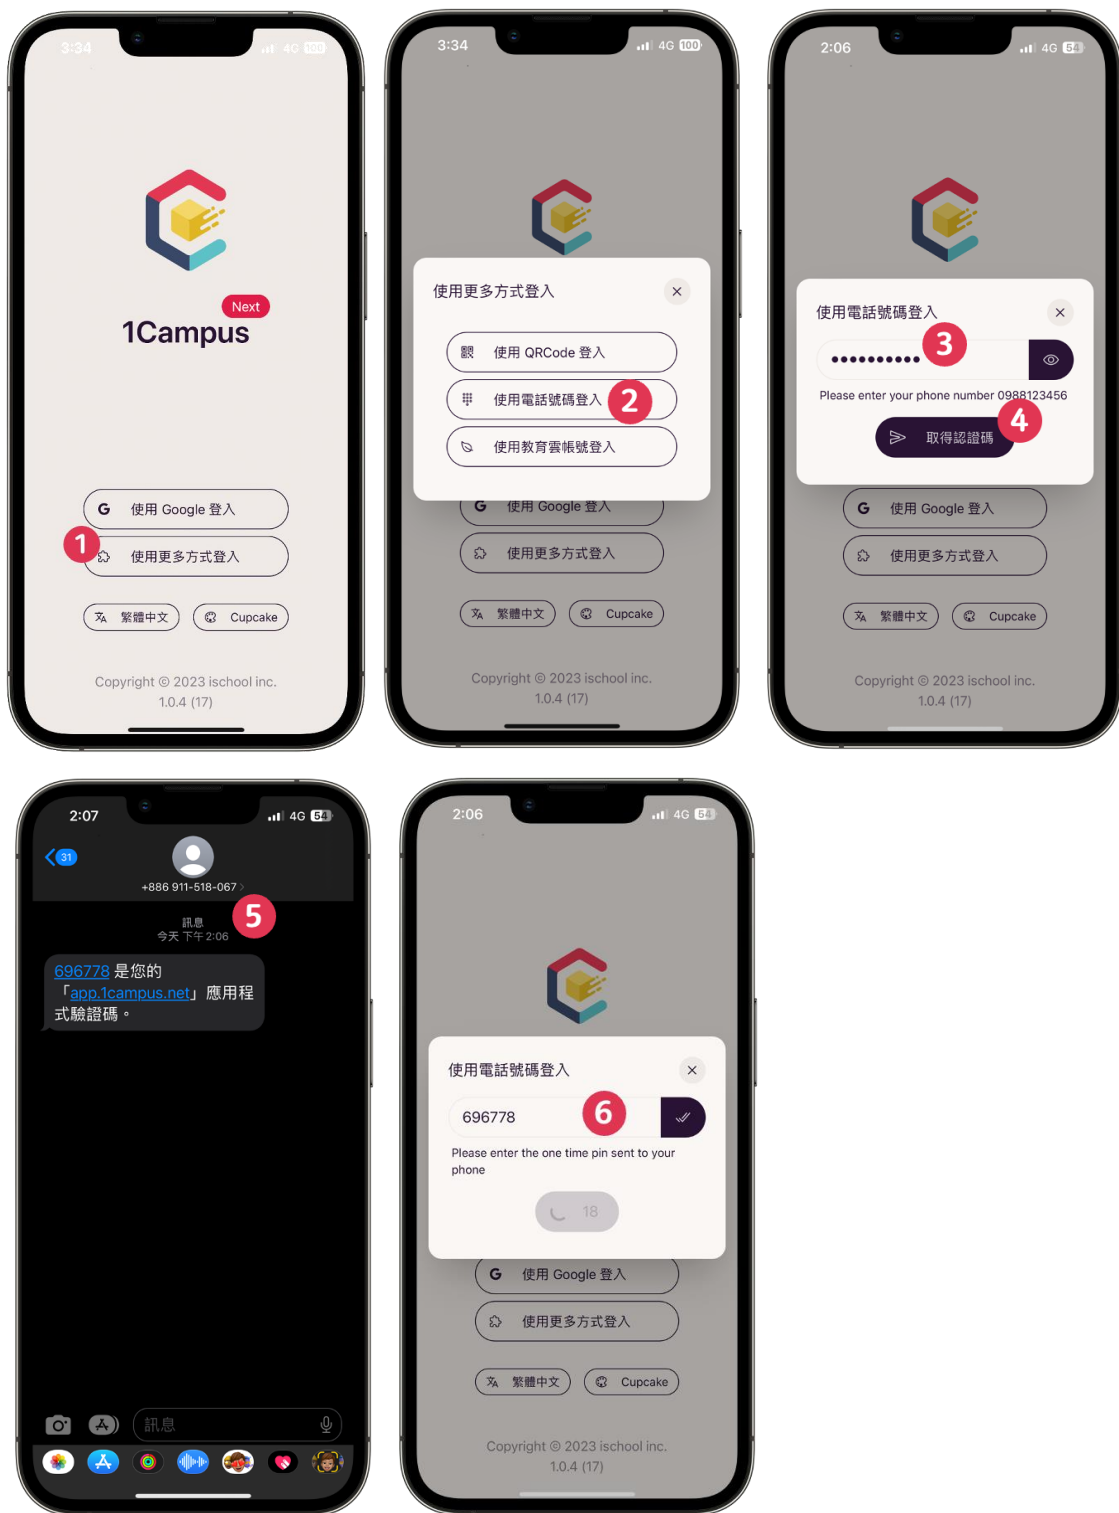 3:34
4G 100
Next
1Campus
使用 Google 登入
1
使用更多方式登入
繁體中文
Cupcake
Copyright © 2023 ischool inc.
1.0.4 (17)
3:34
4G 100
使用更多方式登入
使用 QRCode 登入
使用電話號碼登入
2
使用教育雲帳號登入
使用 Google 登入
使用更多方式登入
繁體中文
Cupcake
Copyright © 2023 ischool inc.
1.0.4 (17)
2:06
4G 54
使用電話號碼登入
3
Please enter your phone number 0988123456
4
取得認證碼
使用 Google 登入
使用更多方式登入
繁體中文
Cupcake
Copyright © 2023 ischool inc.
1.0.4 (17)
2:07
4G 54
31
+886 911-518-067
5
訊息
今天 下午 2:06
696778 是您的
「app.1campus.net」應用程
式驗證碼。
訊息
2:06
4G 54
使用電話號碼登入
696778
6
Please enter the one time pin sent to your
phone
18
使用 Google 登入
使用更多方式登入
繁體中文
Cupcake
Copyright © 2023 ischool inc.
1.0.4 (17)